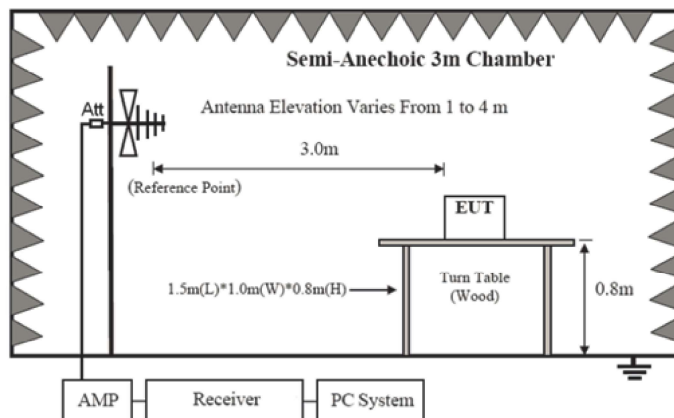 Semi-Anechoic 3m Chamber
Antenna Elevation Varies From 1 to 4 m
Att
3.0m
(Reference Point)
EUT
1.5m(L)*1.0m(W)*0.8m(H)
Turn Table
(Wood)
0.8m
AMP
Receiver
PC System